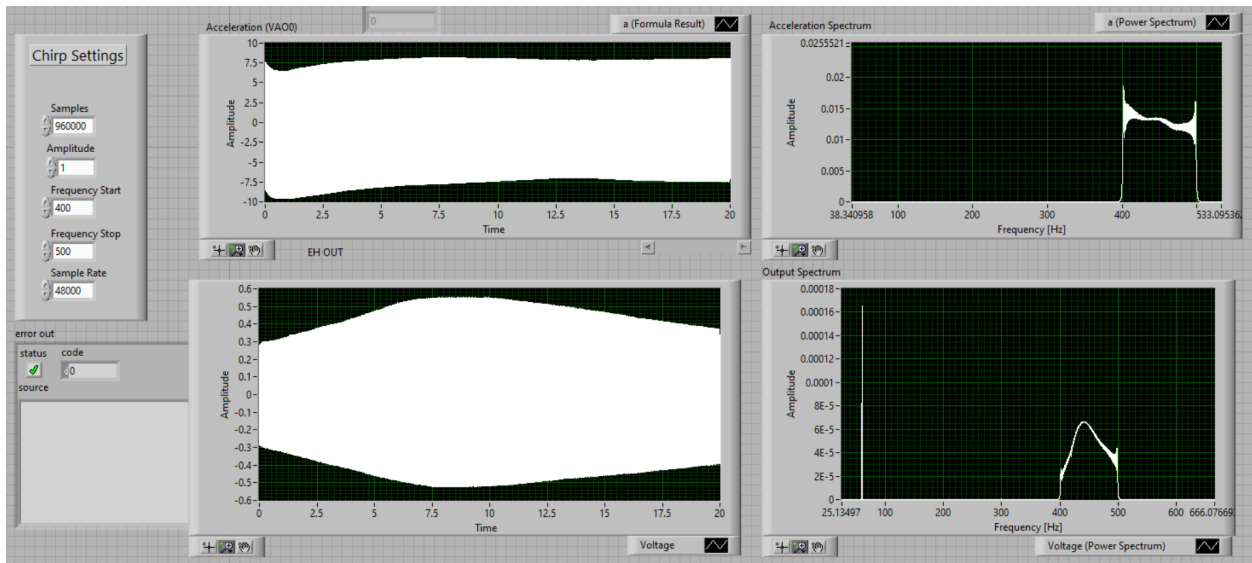 Chirp Settings
Samples
960000
Amplitude
1
Frequency Start
400
Frequency Stop
500
Sample Rate
48000
error out
status code
0
source
0
Acceleration (VAO0)
a (Formula Result)
Amplitude
10
7.5
5
2.5
0
-2.5
-5
-7.5
-10
0 2.5 5 7.5 10 12.5 15 17.5 20
Time
EH OUT
Amplitude
0.6
0.5
0.4
0.3
0.2
0.1
0
-0.1
-0.2
-0.3
-0.4
-0.5
-0.6
0 2.5 5 7.5 10 12.5 15 17.5 20
Time
Voltage
Acceleration Spectrum
a (Power Spectrum)
Amplitude
0.0255521
0.02
0.015
0.01
0.005
0
38.340958 100 200 300 400 533.09536
Frequency [Hz]
Output Spectrum
Amplitude
0.00018
0.00016
0.00014
0.00012
0.0001
8E-5
6E-5
4E-5
2E-5
0
25.13497 100 200 300 400 500 600 666.07669
Frequency [Hz]
Voltage (Power Spectrum)